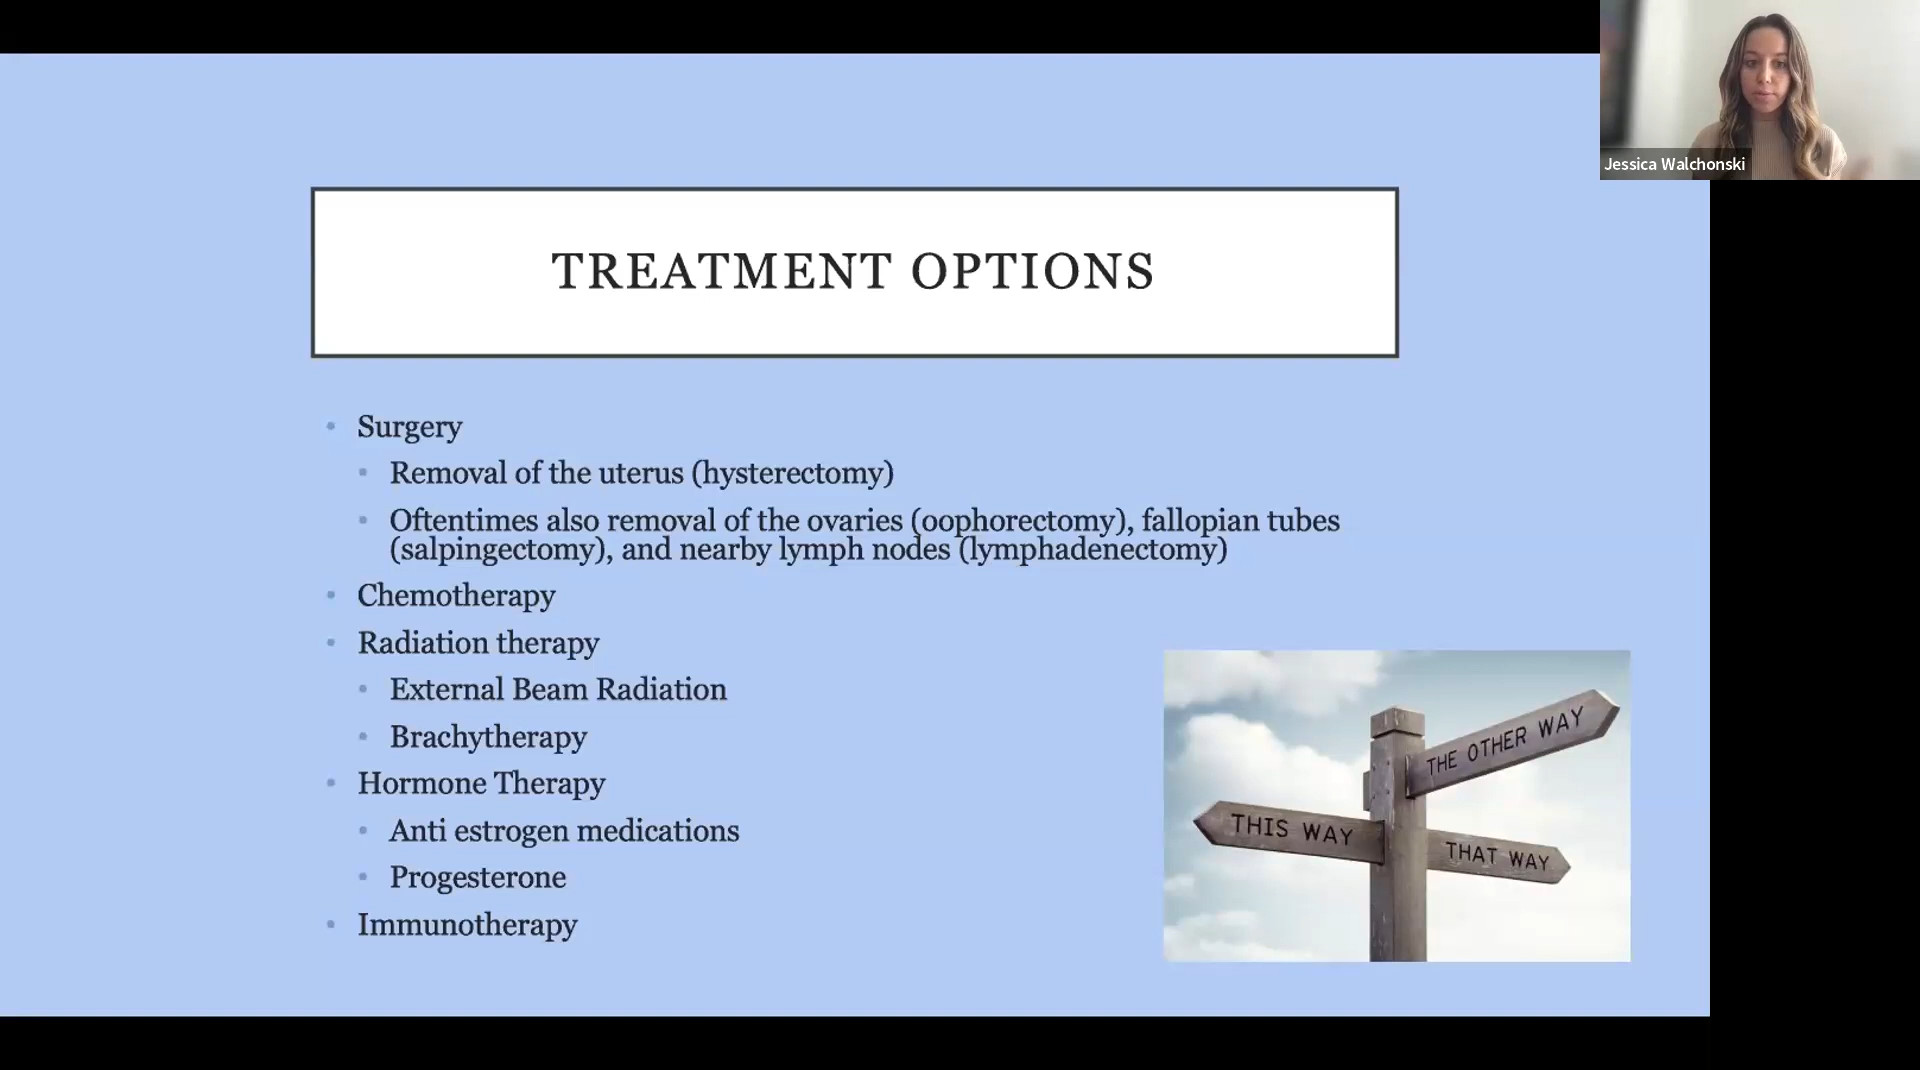 Jessica Walchonski
TREATMENT OPTIONS
• Surgery
• Removal of the uterus (hysterectomy)
• Oftentimes also removal of the ovaries (oophorectomy), fallopian tubes
(salpingectomy), and nearby lymph nodes (lymphadenectomy)
• Chemotherapy
• Radiation therapy
• External Beam Radiation
• Brachytherapy
• Hormone Therapy
• Anti estrogen medications
• Progesterone
• Immunotherapy
THE OTHER WAY
THIS WAY
THAT WAY